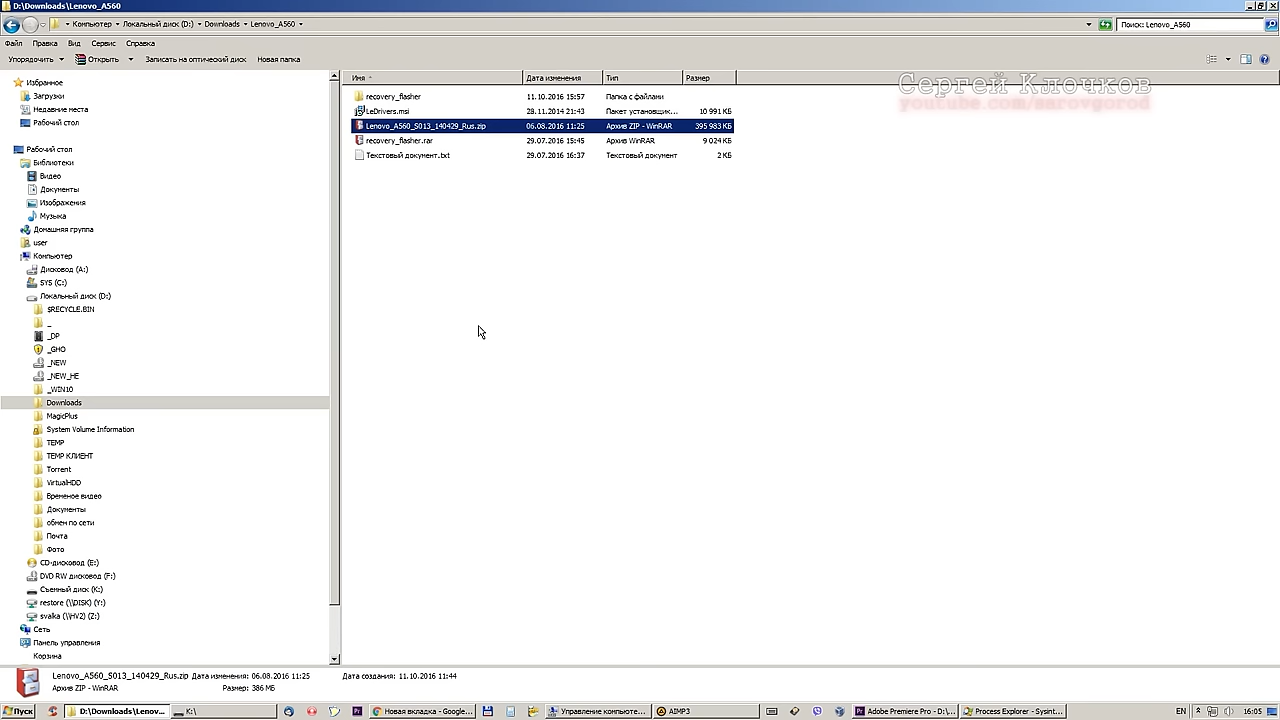 D:\Downloads\Lenovo_A560
Компьютер ▸ Локальный диск (D:) ▸ Downloads ▸ Lenovo_A560 ▸
Поиск: Lenovo_A560
Файл Правка Вид Сервис Справка
Упорядочить Открыть Записать на оптический диск Новая папка
Имя Дата изменения Тип Размер
Сергей Клочков
youtube.com/marovgorod
recovery_flasher 11.10.2016 15:57 Папка с файлами
LeDrivers.msi 28.11.2014 21:43 Пакет установщик... 10 991 КБ
Lenovo_A560_S013_140429_Rus.zip 06.08.2016 11:25 Архив ZIP - WinRAR 395 983 КБ
recovery_flasher.rar 29.07.2016 15:45 Архив WinRAR 9 024 КБ
Текстовый документ.txt 29.07.2016 16:37 Текстовый документ 2 КБ
Избранное
Загрузки
Недавние места
Рабочий стол
Рабочий стол
Библиотеки
Видео
Документы
Изображения
Музыка
Домашняя группа
user
Компьютер
Дисковод (A:)
SYS (C:)
Локальный диск (D:)
$RECYCLE.BIN
_
_DP
_GHO
_NEW
_NEW_HE
_WIN10
Downloads
MagicPlus
System Volume Information
TEMP
TEMP КЛИЕНТ
Torrent
VirtualHDD
Временое видео
Документы
обмен по сети
Почта
Фото
CD-дисковод (E:)
DVD RW дисковод (F:)
Съемный диск (K:)
restore (\\DISK) (Y:)
svalka (\\HV2) (Z:)
Сеть
Панель управления
Корзина
Lenovo_A560_S013_140429_Rus.zip Дата изменения: 06.08.2016 11:25 Дата создания: 11.10.2016 11:44
Архив ZIP - WinRAR Размер: 386 МБ
Пуск D:\Downloads\Lenov... K:\ Новая вкладка - Google... Управление компьюте... AIMP3 Adobe Premiere Pro - D:\... Process Explorer - Sysint... EN 16:05